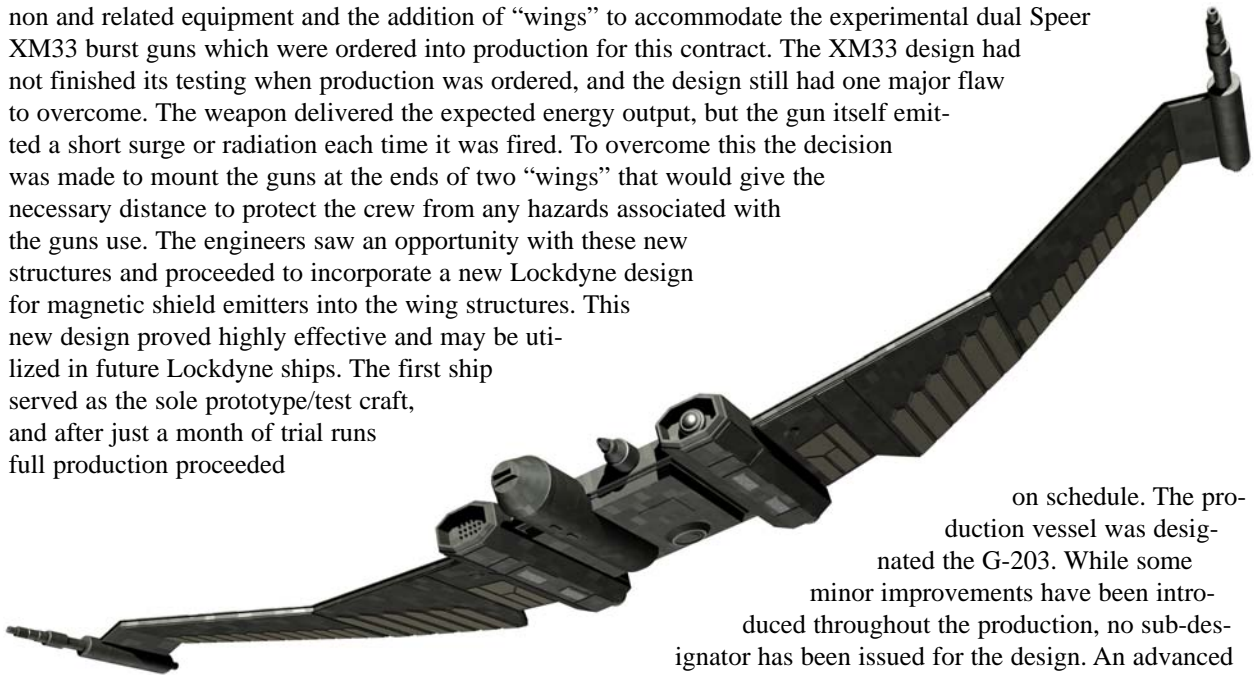 non and related equipment and the addition of “wings” to accommodate the experimental dual Speer
XM33 burst guns which were ordered into production for this contract. The XM33 design had
not finished its testing when production was ordered, and the design still had one major flaw
to overcome. The weapon delivered the expected energy output, but the gun itself emit-
ted a short surge or radiation each time it was fired. To overcome this the decision
was made to mount the guns at the ends of two “wings” that would give the
necessary distance to protect the crew from any hazards associated with
the guns use. The engineers saw an opportunity with these new
structures and proceeded to incorporate a new Lockdyne design
for magnetic shield emitters into the wing structures. This
new design proved highly effective and may be uti-
lized in future Lockdyne ships. The first ship
served as the sole prototype/test craft,
and after just a month of trial runs
full production proceeded
on schedule. The pro-
duction vessel was desig-
nated the G-203. While some
minor improvements have been intro-
duced throughout the production, no sub-des-
ignator has been issued for the design. An advanced